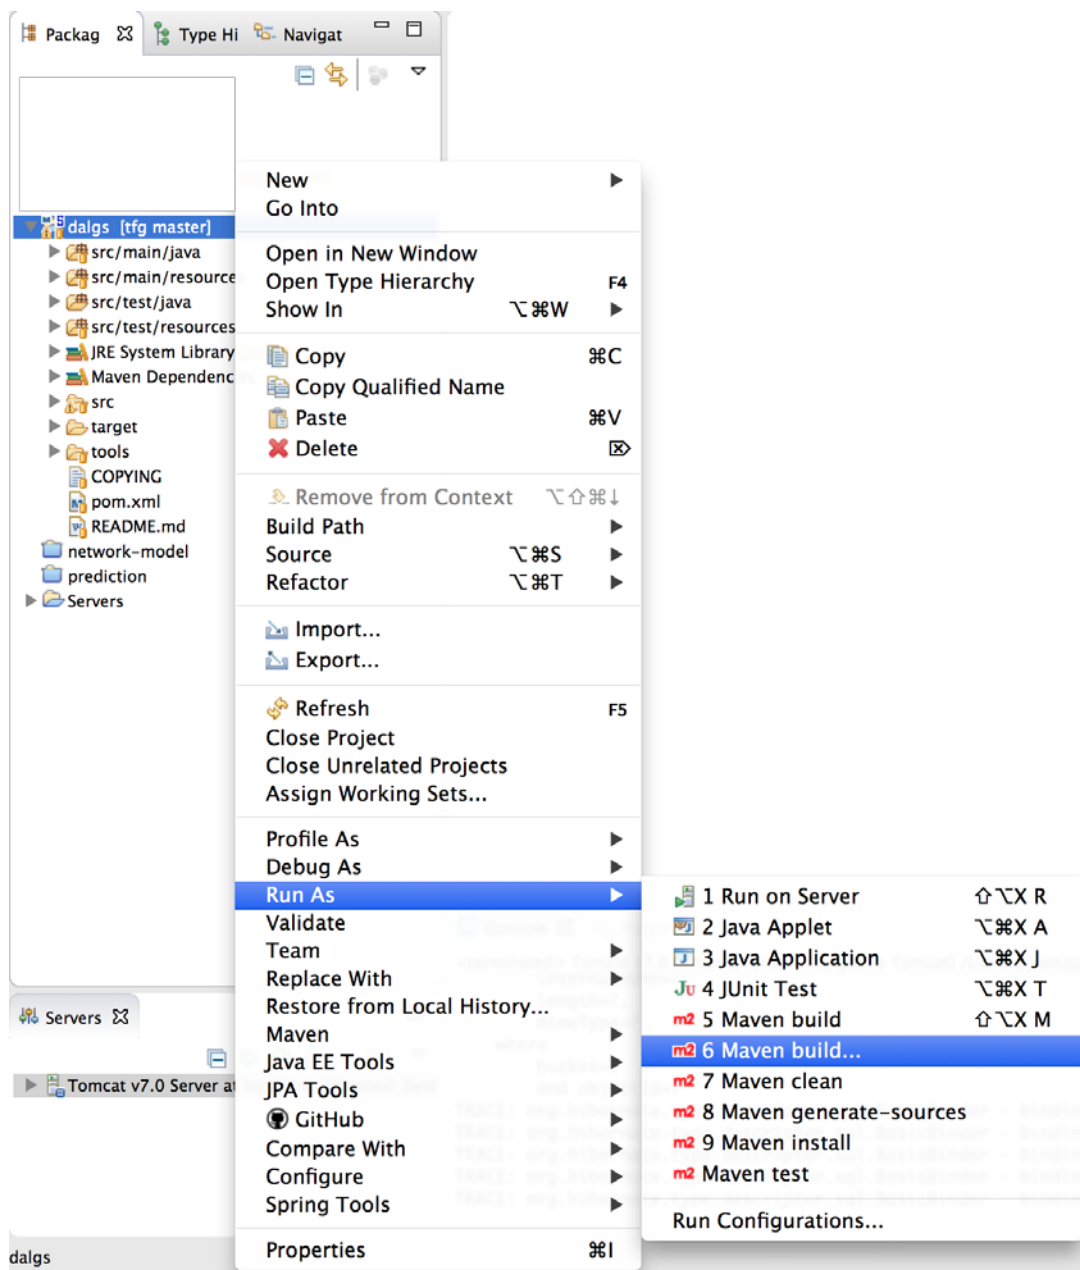 Packag Type Hi Navigat
dalgs [tfg master]
src/main/java
src/main/resource
src/test/java
src/test/resources
JRE System Library
Maven Dependenc
src
target
tools
COPYING
pom.xml
README.md
network-model
prediction
Servers
New
Go Into
Open in New Window
Open Type Hierarchy F4
Show In ⌥⌘W
Copy ⌘C
Copy Qualified Name
Paste ⌘V
Delete ⌦
Remove from Context ⌥⇧⌘↓
Build Path
Source ⌥⌘S
Refactor ⌥⌘T
Import...
Export...
Refresh F5
Close Project
Close Unrelated Projects
Assign Working Sets...
Profile As
Debug As
Run As
Validate
Team
Replace With
Restore from Local History...
Maven
Java EE Tools
JPA Tools
GitHub
Compare With
Configure
Spring Tools
Properties ⌘I
1 Run on Server ⇧⌥X R
2 Java Applet ⌥⌘X A
3 Java Application ⌥⌘X J
Ju 4 JUnit Test ⌥⌘X T
m2 5 Maven build ⇧⌥X M
m2 6 Maven build...
m2 7 Maven clean
m2 8 Maven generate-sources
m2 9 Maven install
m2 Maven test
Run Configurations...
Servers
Tomcat v7.0 Server at
dalgs